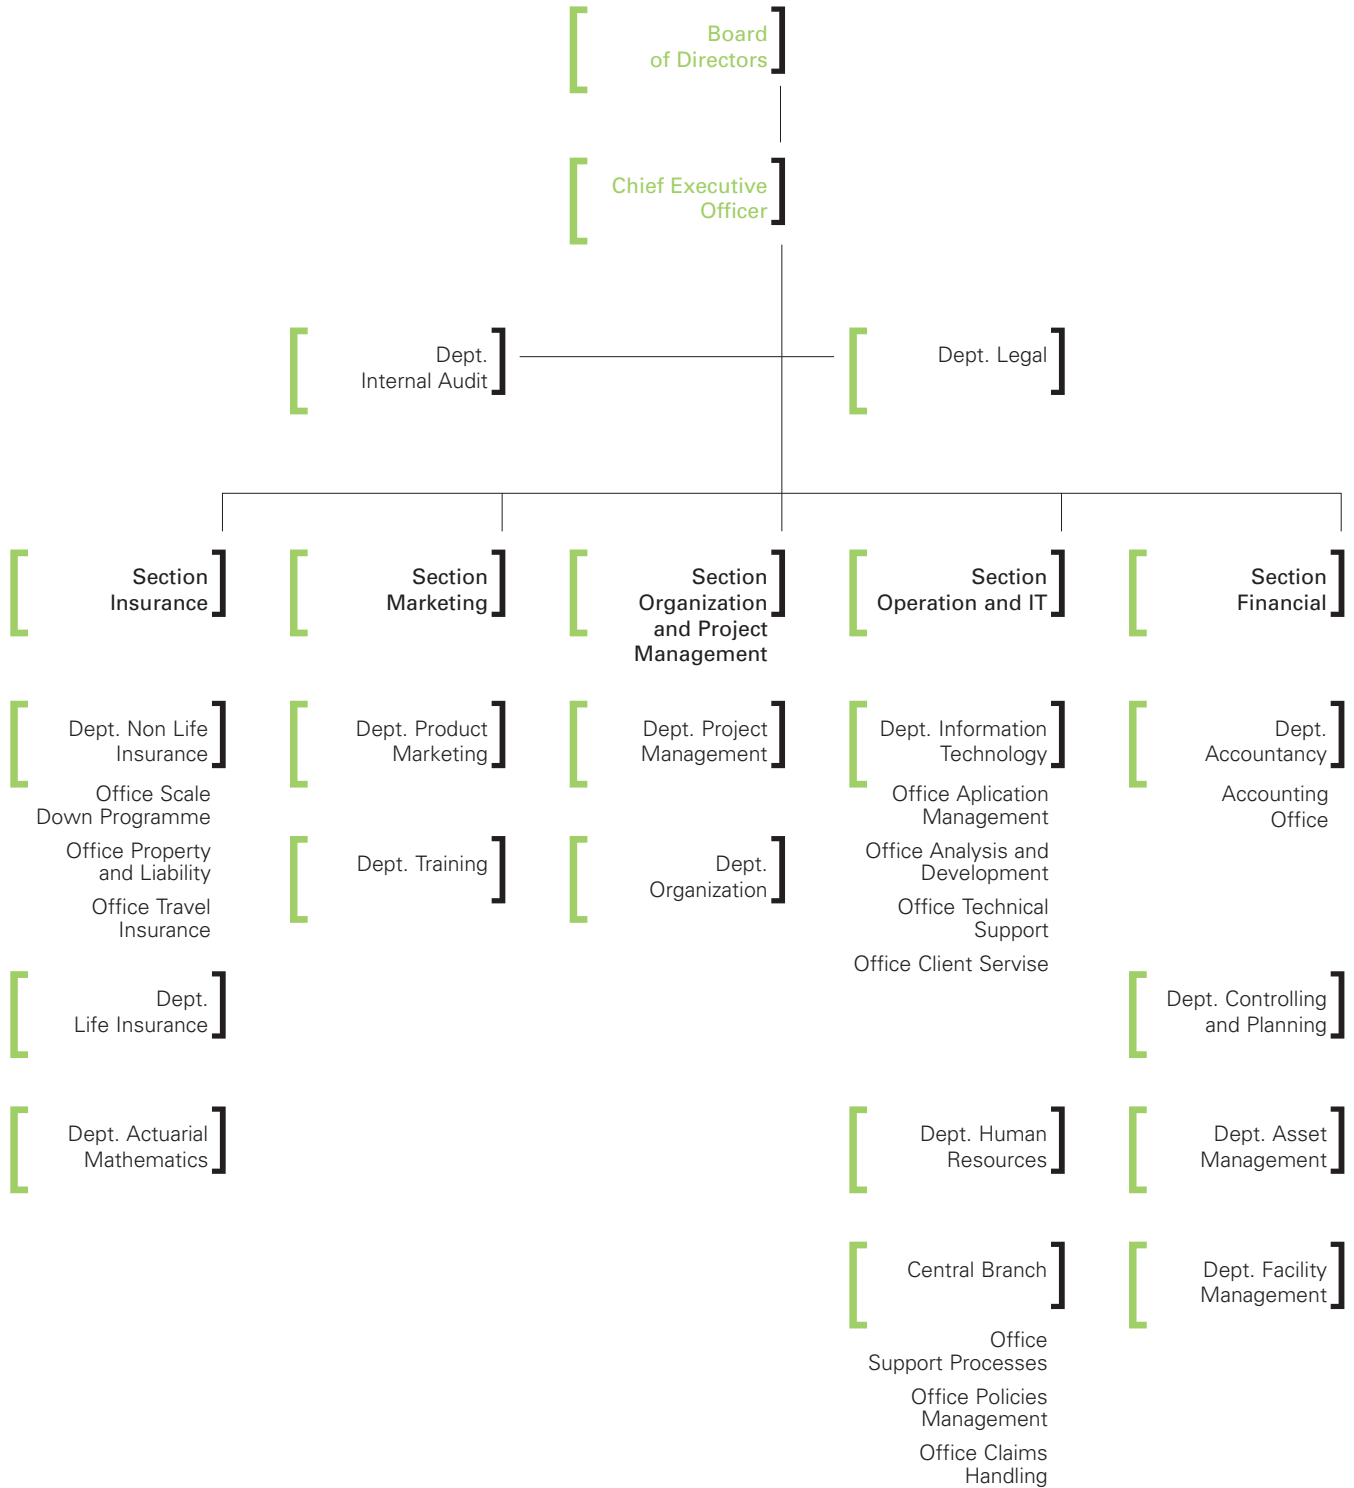 Board
of Directors
Chief Executive
Officer
Dept.
Internal Audit
Dept. Legal
Section
Insurance
Section
Marketing
Section
Organization
and Project
Management
Section
Operation and IT
Section
Financial
Dept. Non Life
Insurance
Office Scale
Down Programme
Office Property
and Liability
Office Travel
Insurance
Dept.
Life Insurance
Dept. Actuarial
Mathematics
Dept. Product
Marketing
Dept. Training
Dept. Project
Management
Dept.
Organization
Dept. Information
Technology
Office Aplication
Management
Office Analysis and
Development
Office Technical
Support
Office Client Servise
Dept. Human
Resources
Central Branch
Office
Support Processes
Office Policies
Management
Office Claims
Handling
Dept.
Accountancy
Accounting
Office
Dept. Controlling
and Planning
Dept. Asset
Management
Dept. Facility
Management